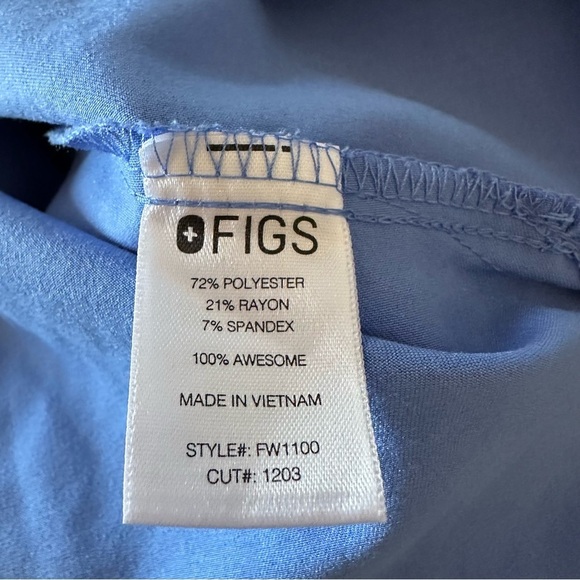 FIGS
72% POLYESTER
21% RAYON
7% SPANDEX
100% AWESOME
MADE IN VIETNAM
STYLE#: FW1100
CUT#: 1203